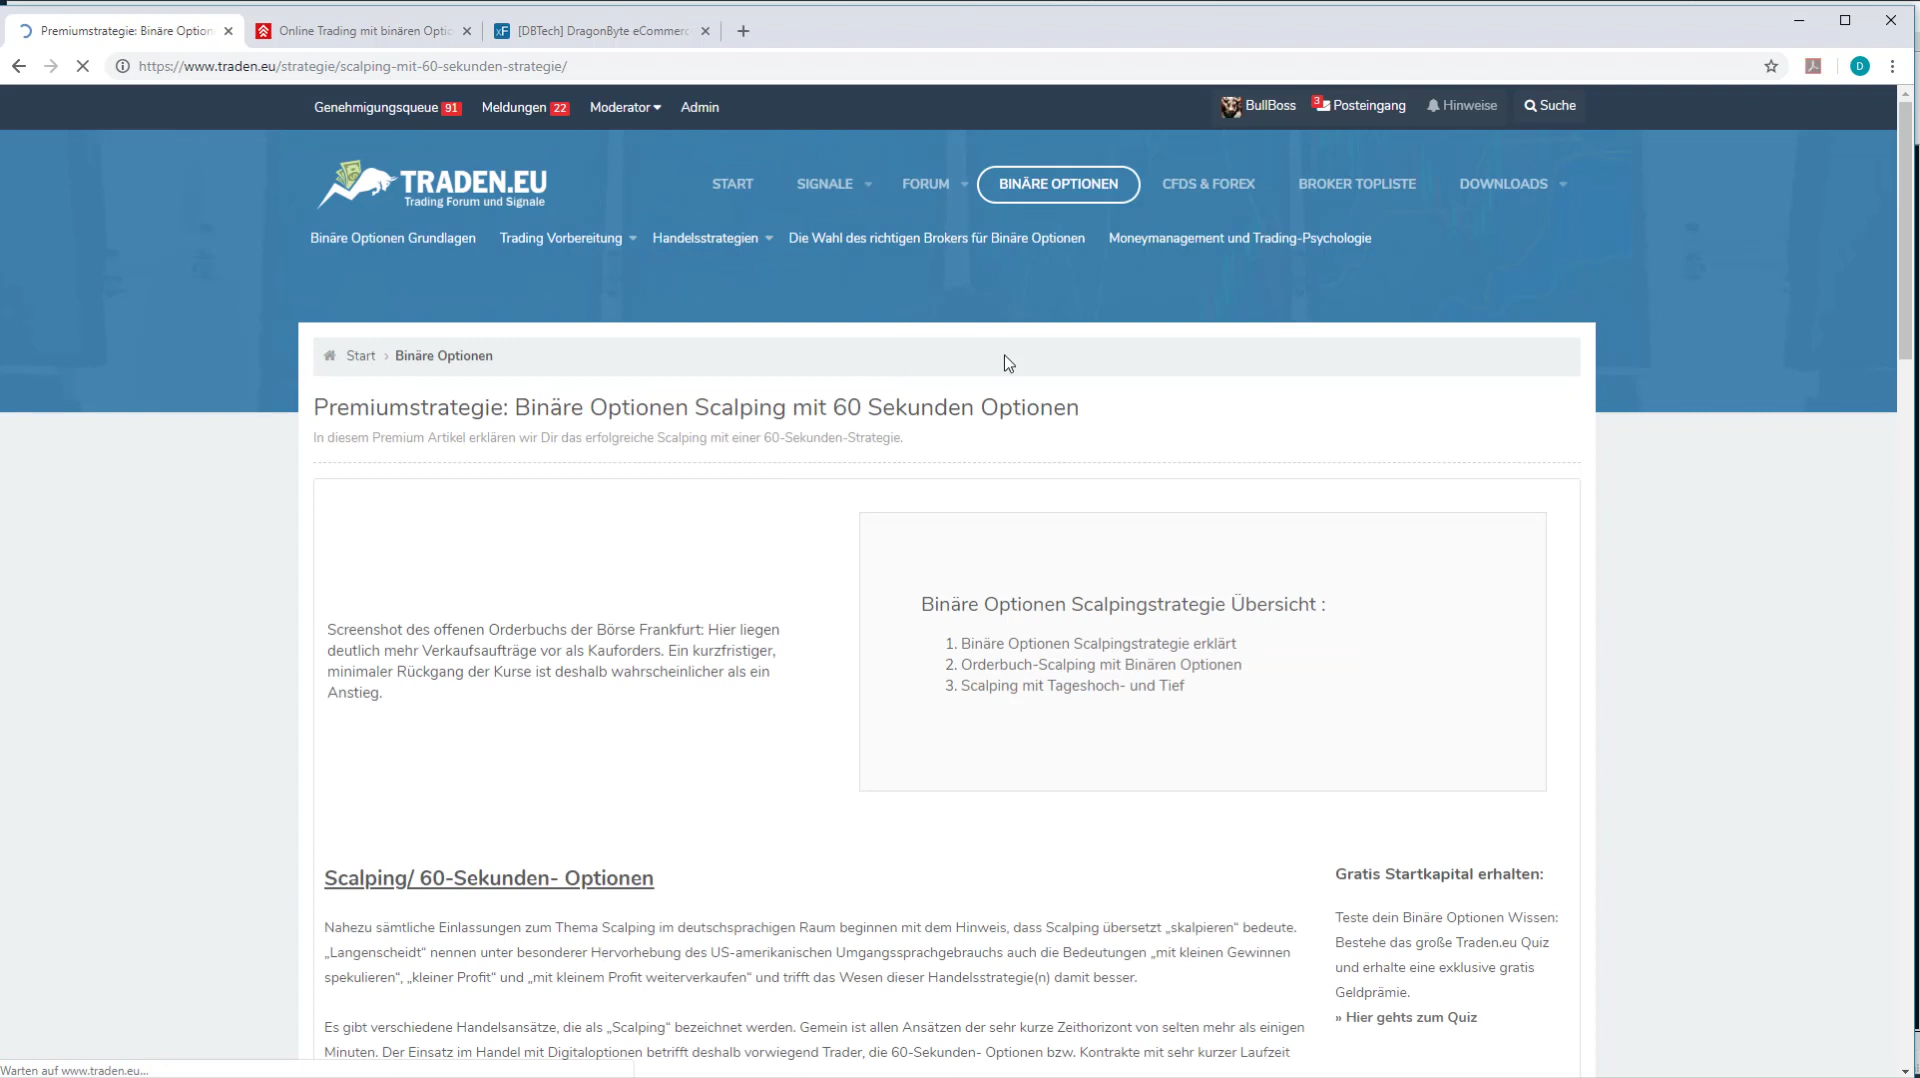 Premiumstrategie: Binäre Option
Online Trading mit binären Optio
[DBTech] DragonByte eCommerc
https://www.traden.eu/strategie/scalping-mit-60-sekunden-strategie/
D
Genehmigungsqueue 91 Meldungen 22 Moderator Admin
BullBoss 3 Posteingang Hinweise Suche
TRADEN.EU
Trading Forum und Signale
START SIGNALE FORUM BINÄRE OPTIONEN CFDS & FOREX BROKER TOPLISTE DOWNLOADS
Binäre Optionen Grundlagen Trading Vorbereitung Handelsstrategien Die Wahl des richtigen Brokers für Binäre Optionen Moneymanagement und Trading-Psychologie
Start › Binäre Optionen
Premiumstrategie: Binäre Optionen Scalping mit 60 Sekunden Optionen
In diesem Premium Artikel erklären wir Dir das erfolgreiche Scalping mit einer 60-Sekunden-Strategie.
Screenshot des offenen Orderbuchs der Börse Frankfurt: Hier liegen
deutlich mehr Verkaufsaufträge vor als Kauforders. Ein kurzfristiger,
minimaler Rückgang der Kurse ist deshalb wahrscheinlicher als ein
Anstieg.
Binäre Optionen Scalpingstrategie Übersicht :
1. Binäre Optionen Scalpingstrategie erklärt
2. Orderbuch-Scalping mit Binären Optionen
3. Scalping mit Tageshoch- und Tief
Scalping/ 60-Sekunden- Optionen
Nahezu sämtliche Einlassungen zum Thema Scalping im deutschsprachigen Raum beginnen mit dem Hinweis, dass Scalping übersetzt „skalpieren“ bedeute.
„Langenscheidt“ nennen unter besonderer Hervorhebung des US-amerikanischen Umgangssprachgebrauchs auch die Bedeutungen „mit kleinen Gewinnen
spekulieren“, „kleiner Profit“ und „mit kleinem Profit weiterverkaufen“ und trifft das Wesen dieser Handelsstrategie(n) damit besser.
Es gibt verschiedene Handelsansätze, die als „Scalping“ bezeichnet werden. Gemein ist allen Ansätzen der sehr kurze Zeithorizont von selten mehr als einigen
Minuten. Der Einsatz im Handel mit Digitaloptionen betrifft deshalb vorwiegend Trader, die 60-Sekunden- Optionen bzw. Kontrakte mit sehr kurzer Laufzeit
Gratis Startkapital erhalten:
Teste dein Binäre Optionen Wissen:
Bestehe das große Traden.eu Quiz
und erhalte eine exklusive gratis
Geldprämie.
» Hier gehts zum Quiz
Warten auf www.traden.eu...